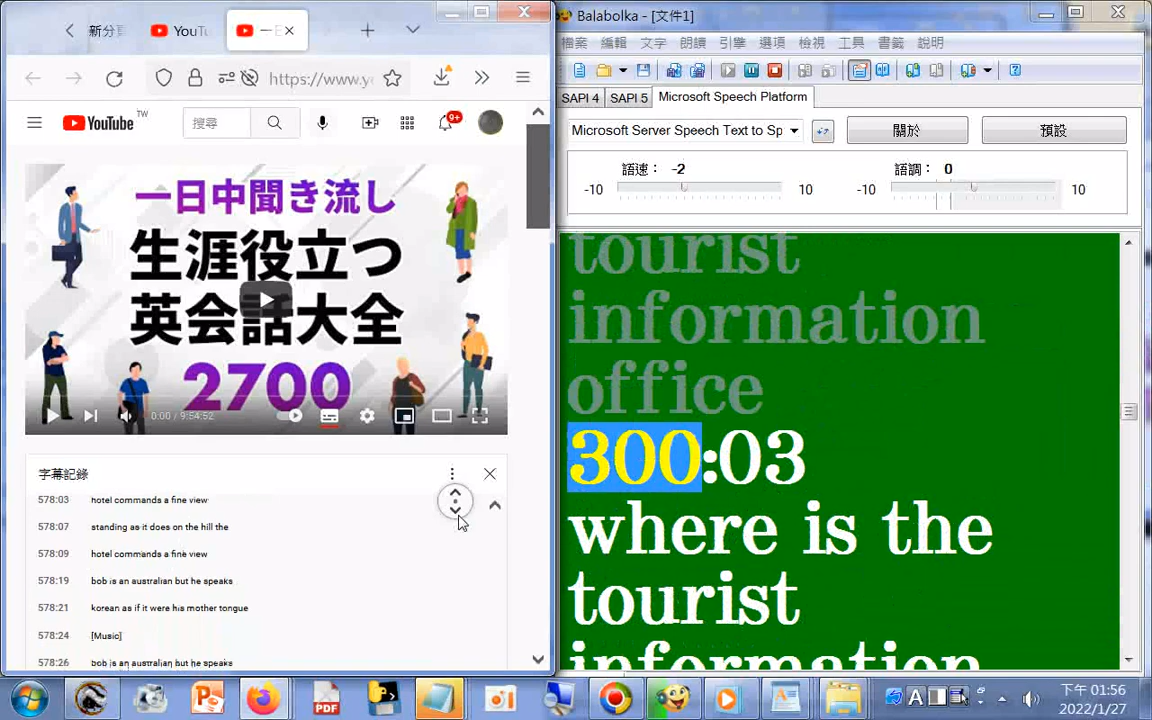 新分
YouTu
一日
https://www.y
TW
YouTube
搜尋
9+
一日中聞き流し
生涯役立つ
英会話大全
2700
0:00 / 9:54:52
字幕記錄
578:03 hotel commands a fine view
578:07 standing as it does on the hill the
578:09 hotel commands a fine view
578:19 bob is an australian but he speaks
578:21 korean as if it were his mother tongue
578:24 [Music]
578:26 bob is an australian but he speaks
Balabolka - [文件1]
檔案 編輯 文字 朗讀 引擎 選項 檢視 工具 書籤 說明
SAPI 4 SAPI 5 Microsoft Speech Platform
Microsoft Server Speech Text to Sp
關於
預設
語速： -2
-10 10
語調： 0
-10 10
tourist
information
office
300:03
where is the
tourist
information
PDF
A
下午 01:56
2022/1/27